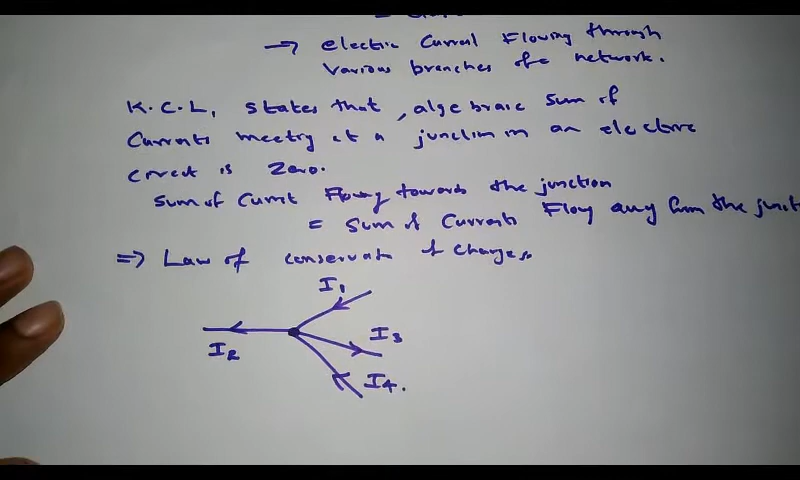 → electric Current Flowing through
various branches of a network.
K.C.L, states that, algebraic sum of
Currents meeting at a junction in an electric
circuit is Zero.
Sum of Current Flowing towards the junction
= Sum of Currents Flowing away from the
⇒ Law of conservation of charges.
I₁
I₃
I₂
I₄.